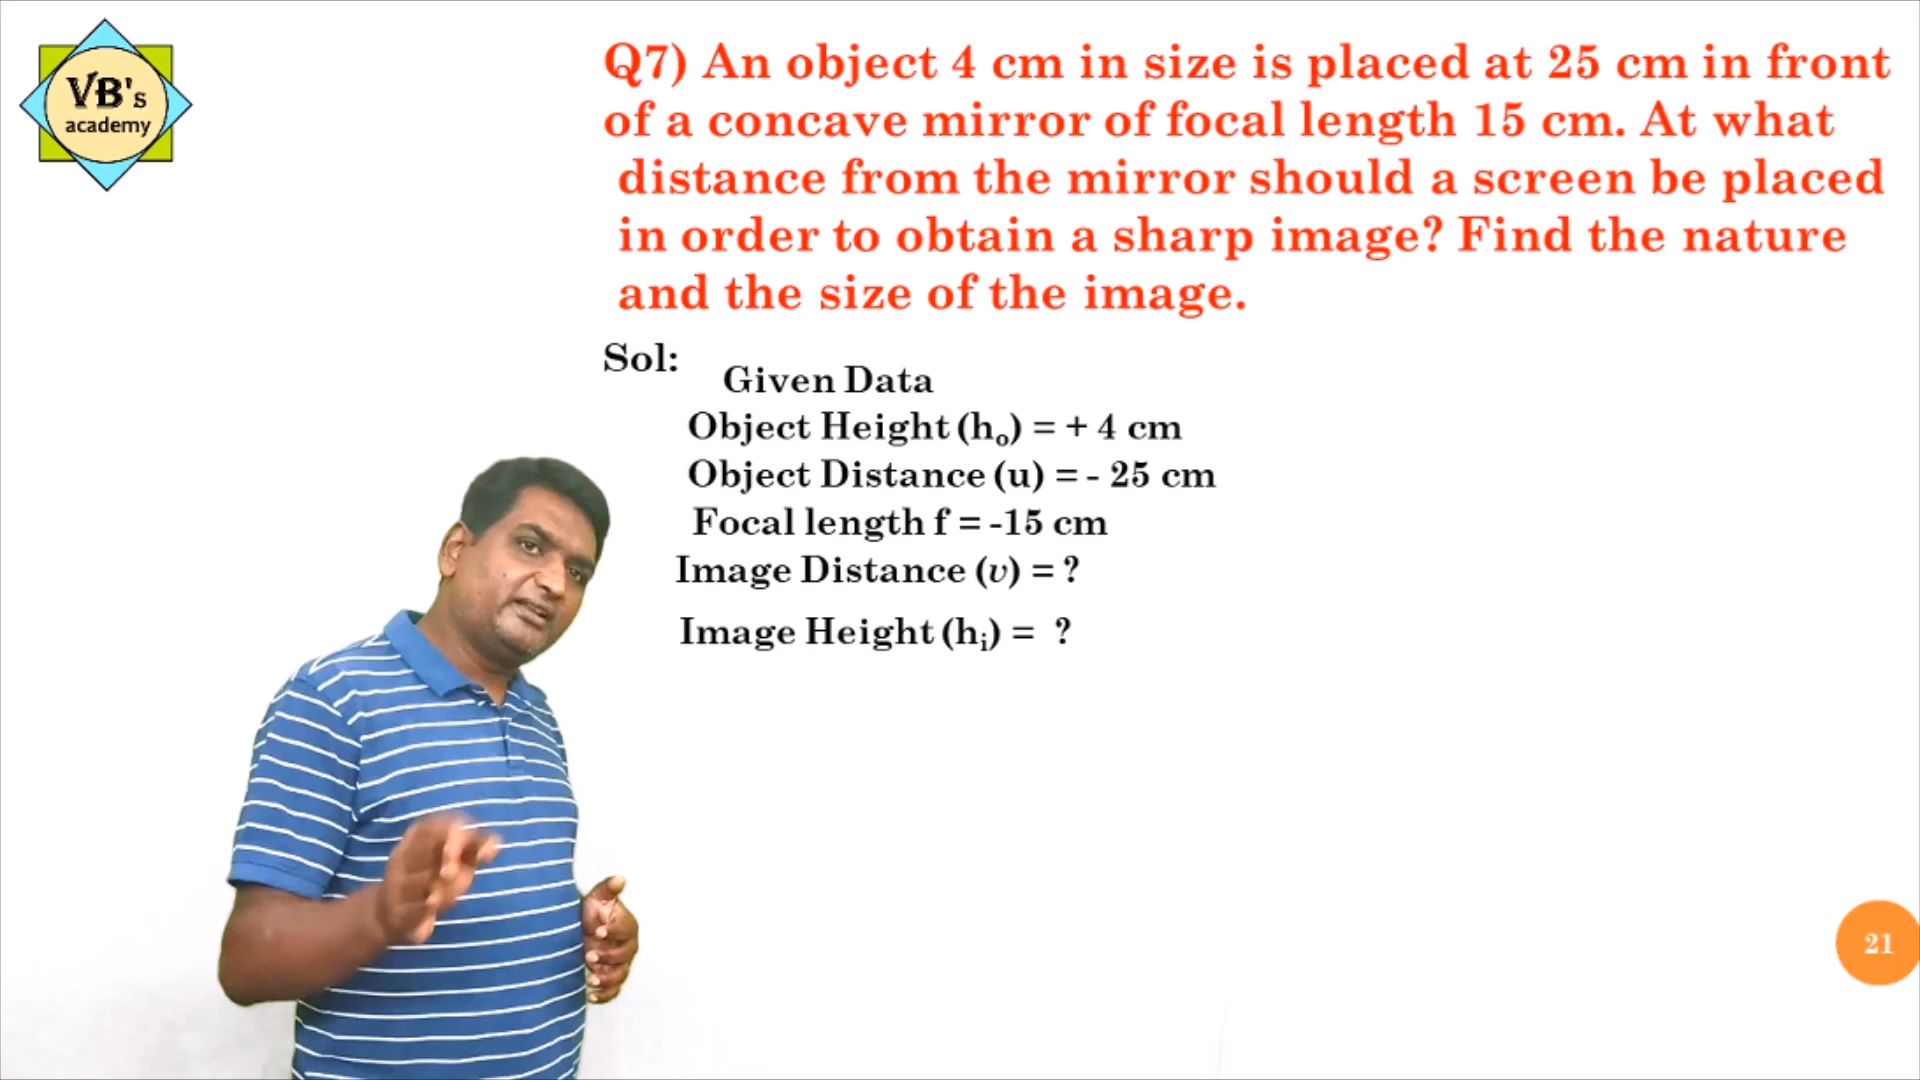 VB's
academy
Q7) An object 4 cm in size is placed at 25 cm in front
of a concave mirror of focal length 15 cm. At what
distance from the mirror should a screen be placed
in order to obtain a sharp image? Find the nature
and the size of the image.
Sol:
Given Data
Object Height (hₒ) = + 4 cm
Object Distance (u) = - 25 cm
Focal length f = -15 cm
Image Distance (υ) = ?
Image Height (hᵢ) = ?
21